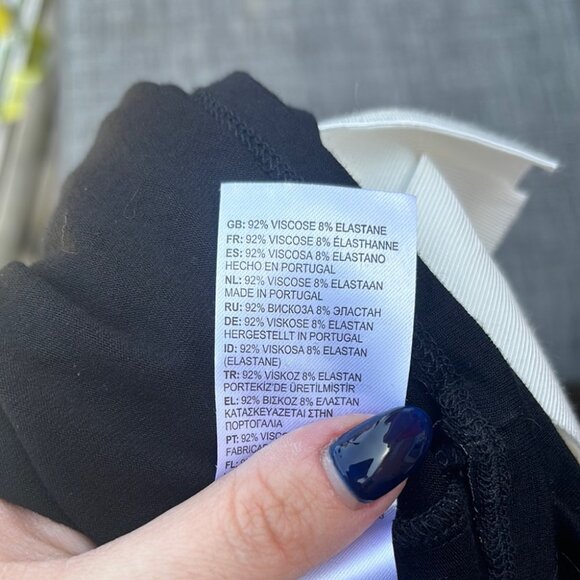 GB: 92% VISCOSE 8% ELASTANE
FR: 92% VISCOSE 8% ÉLASTHANNE
ES: 92% VISCOSA 8% ELASTANO
HECHO EN PORTUGAL
NL: 92% VISCOSE 8% ELASTAAN
MADE IN PORTUGAL
RU: 92% ВИСКОЗА 8% ЭЛАСТАН
DE: 92% VISKOSE 8% ELASTAN
HERGESTELLT IN PORTUGAL
ID: 92% VISKOSA 8% ELASTAN
(ELASTANE)
TR: 92% VISKOZ 8% ELASTAN
PORTEKİZ'DE ÜRETİLMİŞTİR
EL: 92% ΒΙΣΚΟΖ 8% ΕΛΑΣΤΑΝ
ΚΑΤΑΣΚΕΥΑΖΕΤΑΙ ΣΤΗΝ
ΠΟΡΤΟΓΑΛΙΑ
PT: 92%
FL: